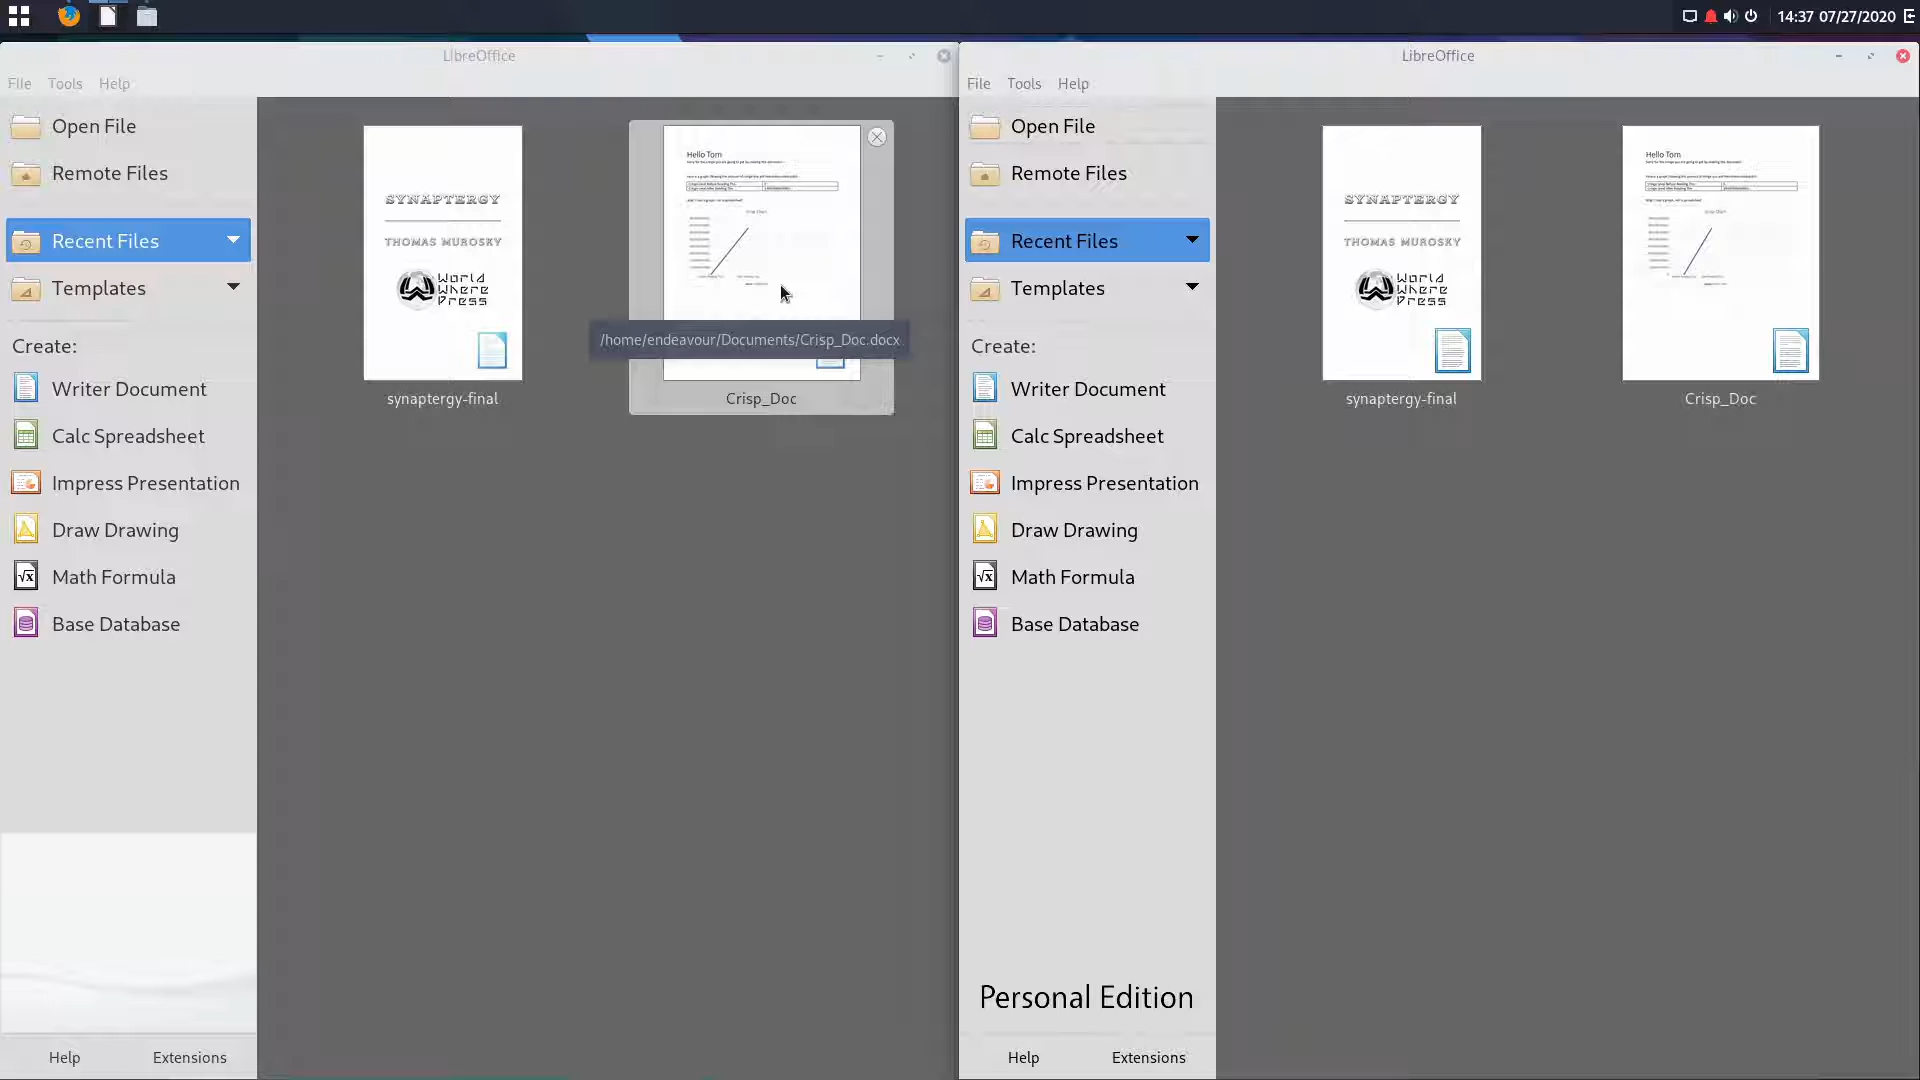 14:37 07/27/2020
LibreOffice
File Tools Help
Open File
Remote Files
Recent Files
Templates
Create:
Writer Document
Calc Spreadsheet
Impress Presentation
Draw Drawing
Math Formula
Base Database
Help Extensions
SYNAPTERGY
THOMAS MUROSKY
World
Where
Press
synaptergy-final
Hello Tom
/home/endeavour/Documents/Crisp_Doc.docx
Crisp_Doc
LibreOffice
File Tools Help
Open File
Remote Files
Recent Files
Templates
Create:
Writer Document
Calc Spreadsheet
Impress Presentation
Draw Drawing
Math Formula
Base Database
Personal Edition
Help Extensions
SYNAPTERGY
THOMAS MUROSKY
World
Where
Press
synaptergy-final
Hello Tom
Crisp_Doc